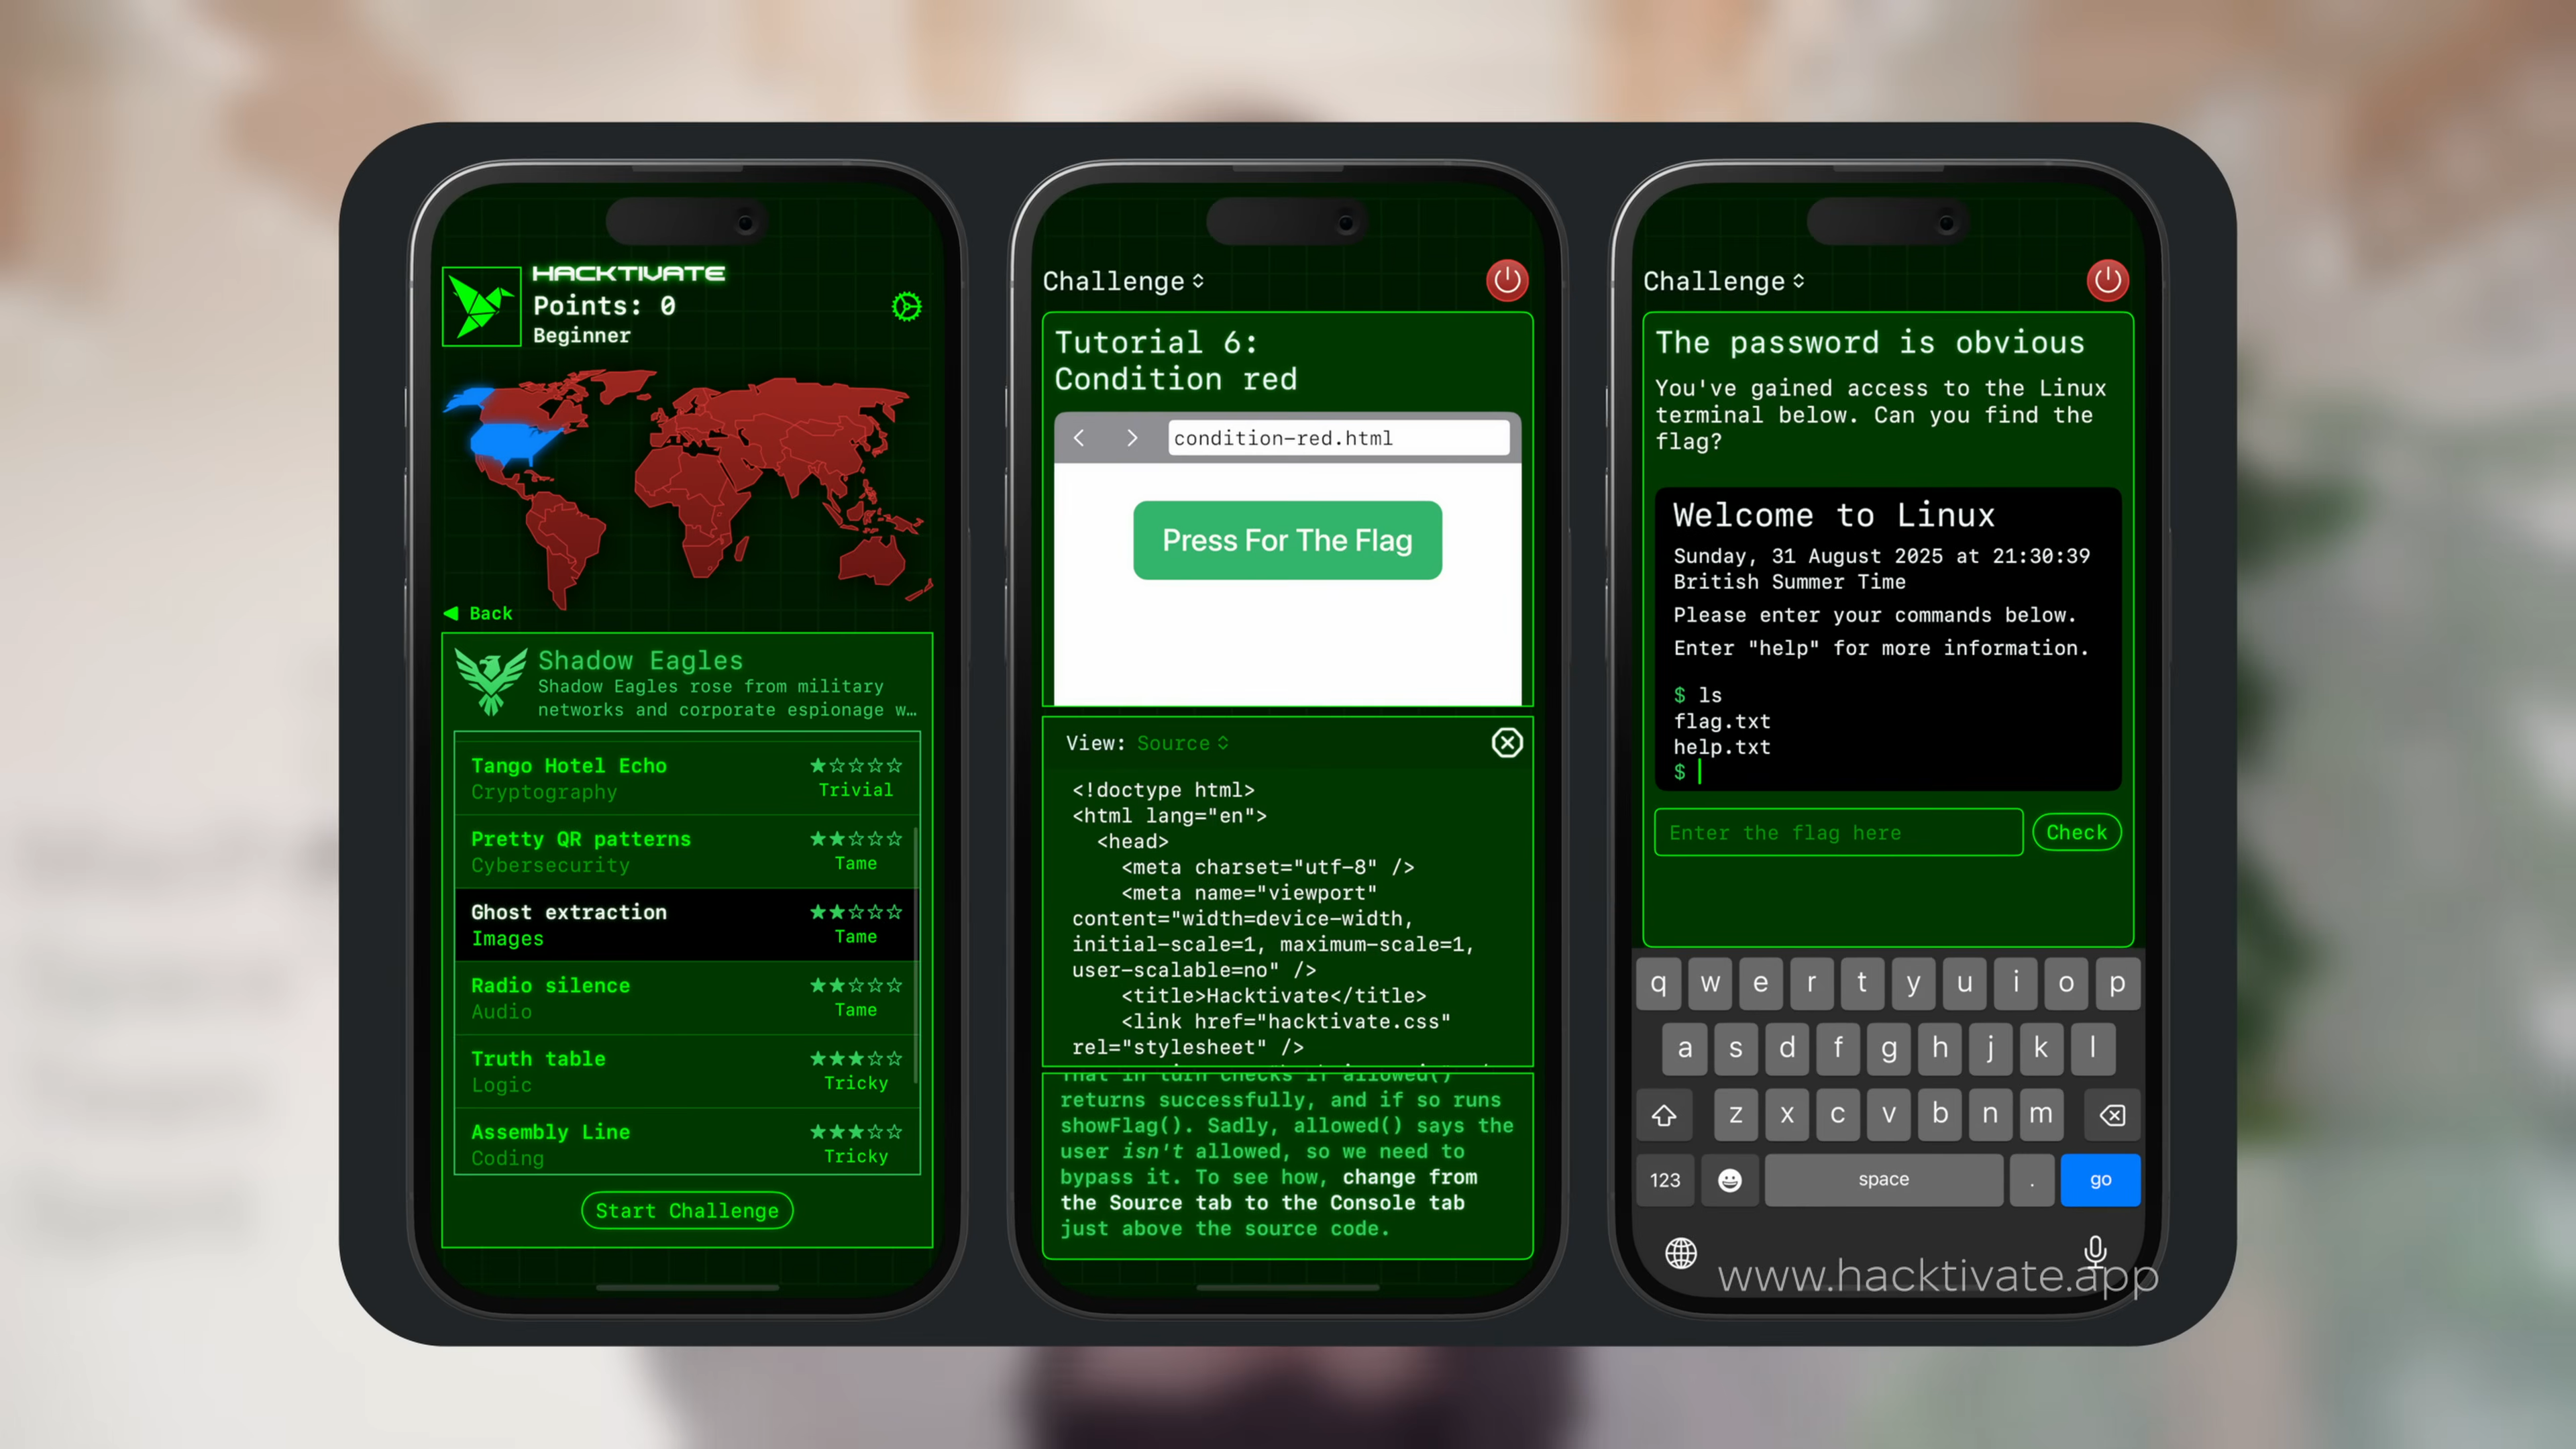 HACKTIVATE
Points: 0
Beginner
Back
Shadow Eagles
Shadow Eagles rose from military
networks and corporate espionage w…
Tango Hotel Echo
Cryptography
Trivial
Pretty QR patterns
Cybersecurity
Tame
Ghost extraction
Images
Tame
Radio silence
Audio
Tame
Truth table
Logic
Tricky
Assembly Line
Coding
Tricky
Start Challenge
Challenge
Tutorial 6:
Condition red
condition-red.html
Press For The Flag
View: Source
<!doctype html>
<html lang="en">
<head>
<meta charset="utf-8" />
<meta name="viewport"
content="width=device-width,
initial-scale=1, maximum-scale=1,
user-scalable=no" />
<title>Hacktivate</title>
<link href="hacktivate.css"
rel="stylesheet" />
That in turn checks if allowed()
returns successfully, and if so runs
showFlag(). Sadly, allowed() says the
user isn't allowed, so we need to
bypass it. To see how, change from
the Source tab to the Console tab
just above the source code.
Challenge
The password is obvious
You've gained access to the Linux
terminal below. Can you find the
flag?
Welcome to Linux
Sunday, 31 August 2025 at 21:30:39
British Summer Time
Please enter your commands below.
Enter "help" for more information.
$ ls
flag.txt
help.txt
$
Enter the flag here
Check
q w e r t y u i o p
a s d f g h j k l
z x c v b n m
123 space . go
www.hacktivate.app